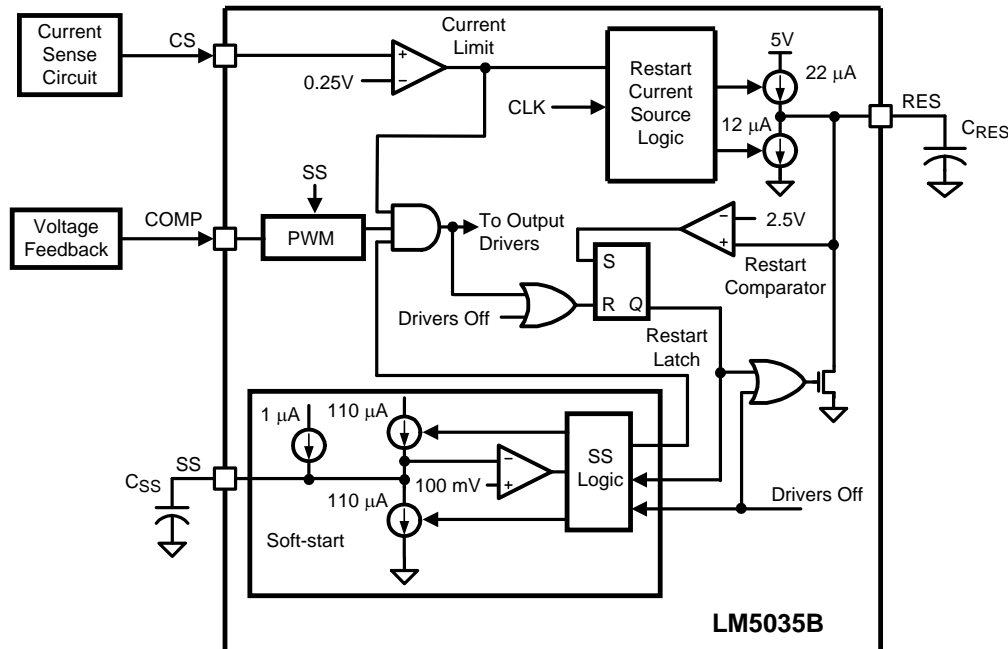 Current
Sense
Circuit
CS
0.25V
Current
Limit
CLK
Restart
Current
Source
Logic
5V
22 µA
12 µA
RES
CRES
Voltage
Feedback
COMP
SS
PWM
To Output
Drivers
2.5V
Restart
Comparator
S
R Q
Drivers Off
Restart
Latch
1 µA
110 µA
SS
CSS
100 mV
110 µA
SS
Logic
Drivers Off
Soft-start
LM5035B